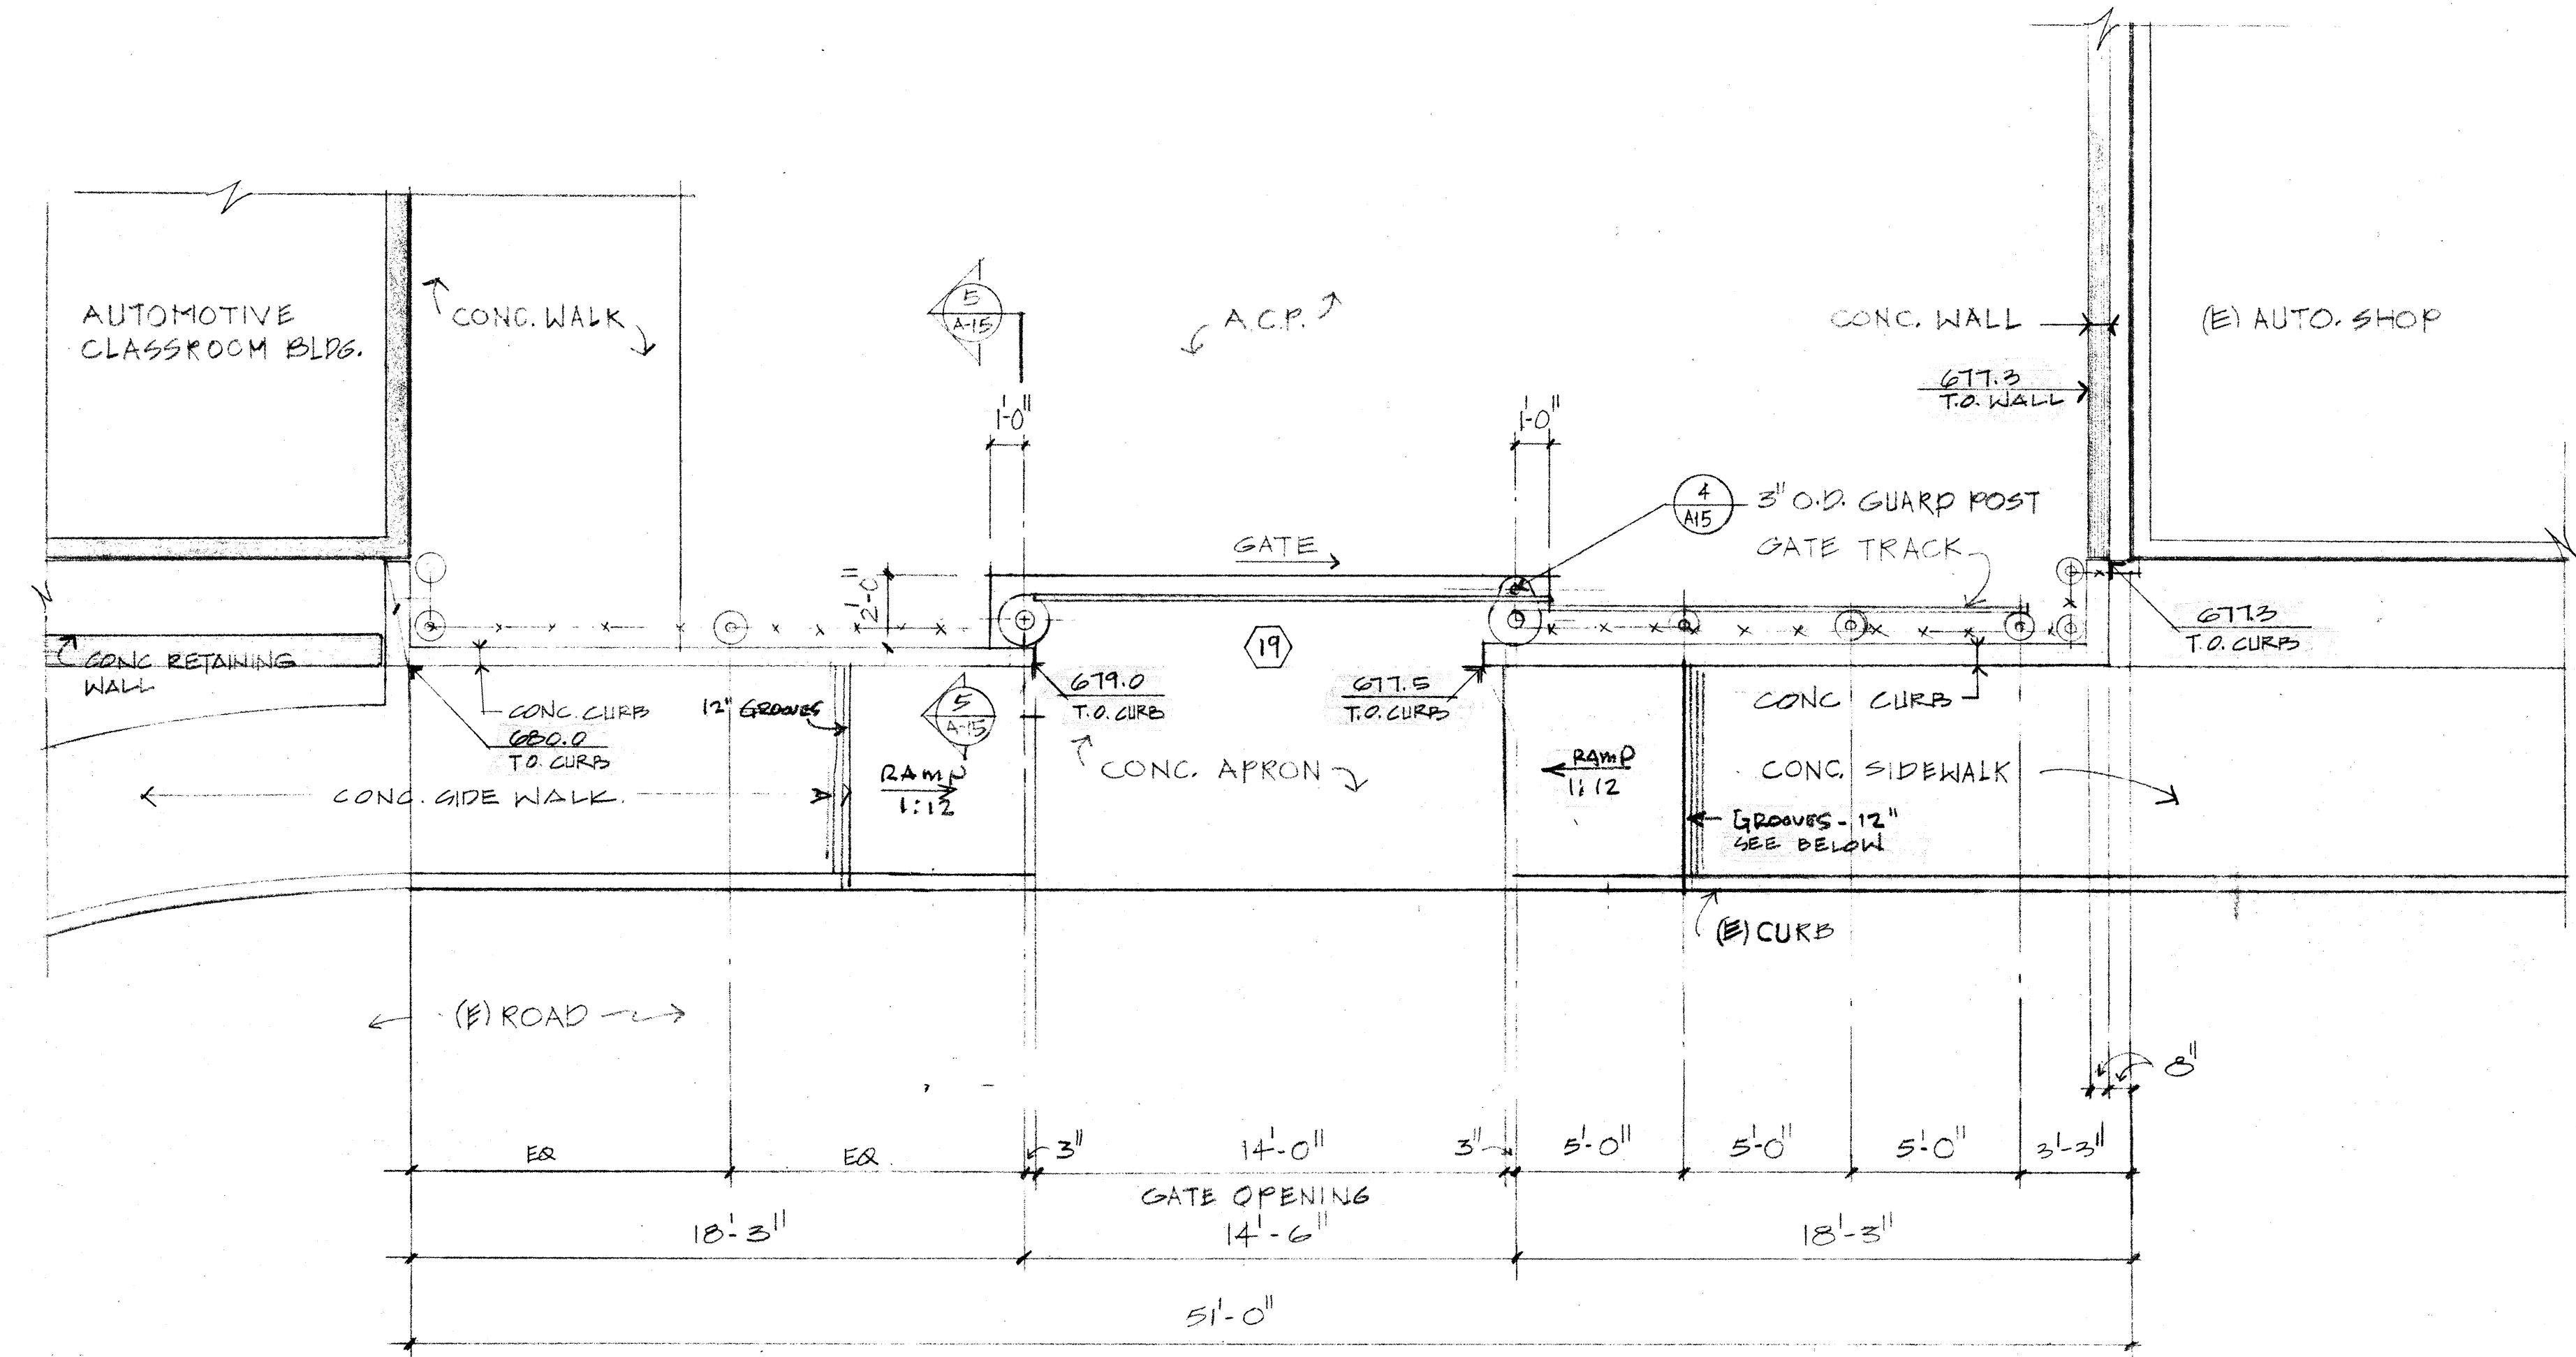 AUTOMOTIVE
CLASSROOM BLDG.
CONC. WALK
5
A-15
A.C.P.
CONC. WALL
(E) AUTO. SHOP
677.3
T.O. WALL
1'-0"
1'-0"
4
A15
3" O.D. GUARD POST
GATE TRACK
GATE
2'-0"
677.3
T.O. CURB
19
CONC RETAINING
WALL
CONC. CURB
680.0
T.O. CURB
12" GROOVES
5
A-15
679.0
T.O. CURB
677.5
T.O. CURB
CONC CURB
CONC. SIDE WALK.
RAMP
1:12
CONC. APRON
RAMP
1:12
CONC. SIDEWALK
GROOVES - 12"
SEE BELOW
(E) CURB
(E) ROAD
8"
EQ
EQ
3"
14'-0"
3"
5'-0"
5'-0"
5'-0"
3'-3"
GATE OPENING
18'-3"
14'-6"
18'-3"
51'-0"